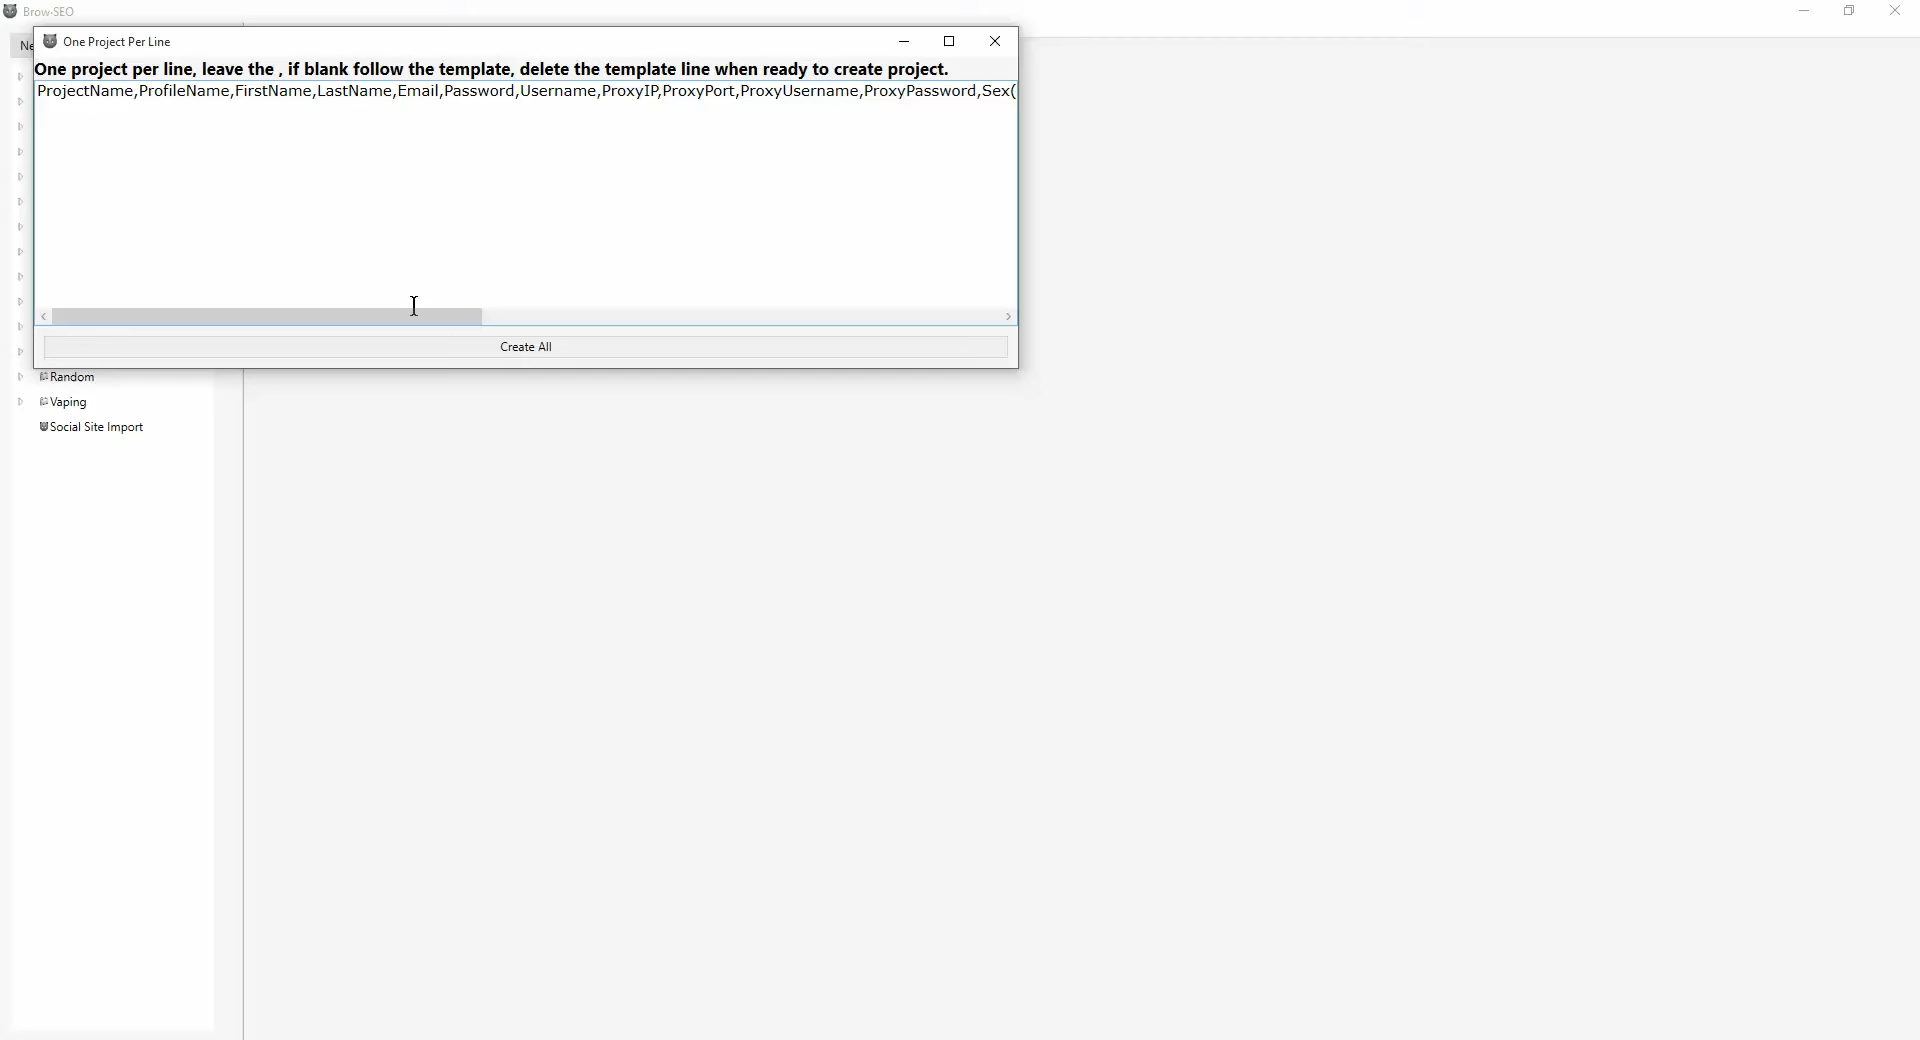 Brow-SEO
Ne
One Project Per Line
One project per line, leave the , if blank follow the template, delete the template line when ready to create project.
ProjectName,ProfileName,FirstName,LastName,Email,Password,Username,ProxyIP,ProxyPort,ProxyUsername,ProxyPassword,Sex(
Create All
Random
Vaping
Social Site Import